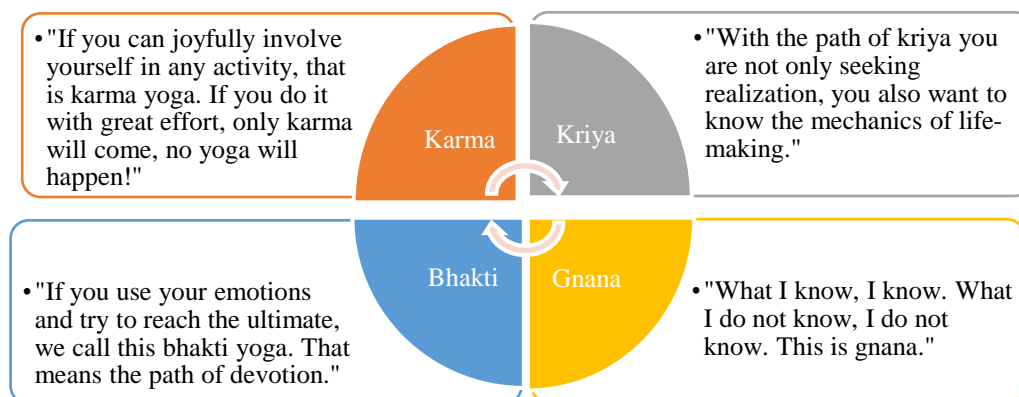 • "If you can joyfully involve
yourself in any activity, that
is karma yoga. If you do it
with great effort, only karma
will come, no yoga will
happen!"
Karma
Kriya
• "With the path of kriya you
are not only seeking
realization, you also want to
know the mechanics of life-
making."
• "If you use your emotions
and try to reach the ultimate,
we call this bhakti yoga. That
means the path of devotion."
Bhakti
Gnana
• "What I know, I know. What
I do not know, I do not
know. This is gnana."